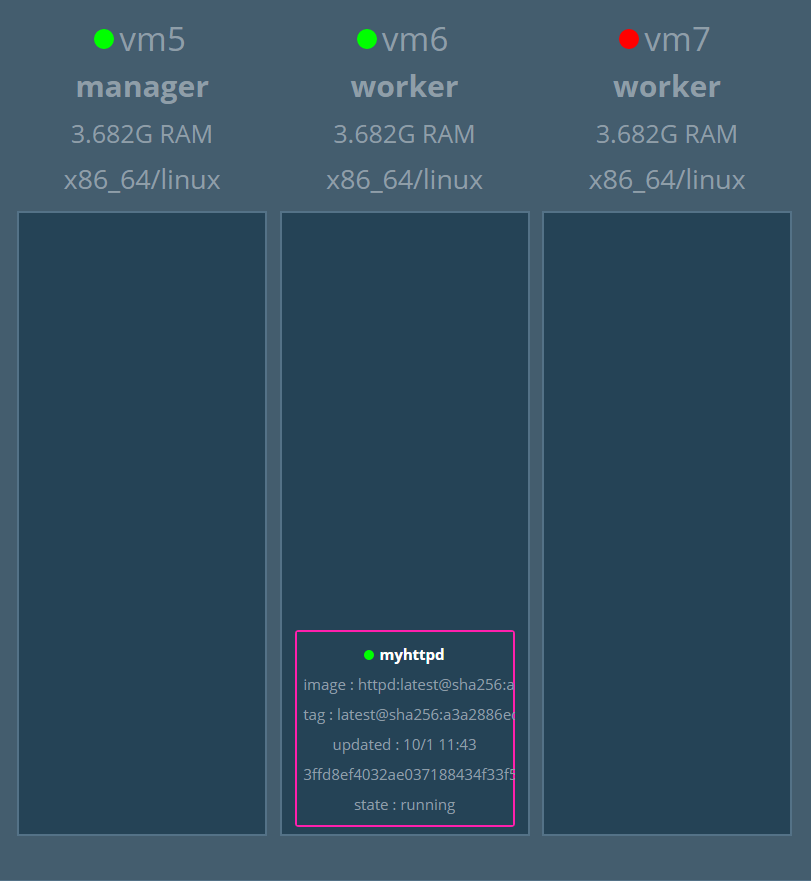 vm5
manager
3.682G RAM
x86_64/linux
vm6
worker
3.682G RAM
x86_64/linux
myhttpd
image : httpd:latest@sha256:a
tag : latest@sha256:a3a2886ec
updated : 10/1 11:43
3ffd8ef4032ae037188434f33f5
state : running
vm7
worker
3.682G RAM
x86_64/linux